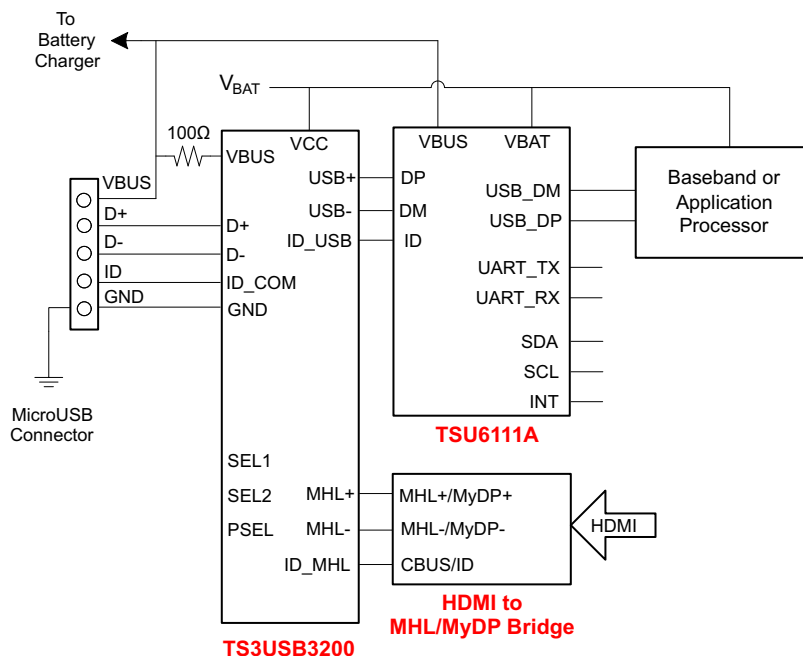 To
Battery
Charger
V_BAT
100Ω
VBUS
VCC
VBUS
VBAT
VBUS
D+
D-
ID
GND
D+
D-
ID_COM
GND
USB+
USB-
ID_USB
DP
DM
ID
USB_DM
USB_DP
UART_TX
UART_RX
SDA
SCL
INT
Baseband or
Application
Processor
MicroUSB
Connector
TSU6111A
SEL1
SEL2
PSEL
MHL+
MHL-
ID_MHL
MHL+/MyDP+
MHL-/MyDP-
CBUS/ID
HDMI
HDMI to
MHL/MyDP Bridge
TS3USB3200